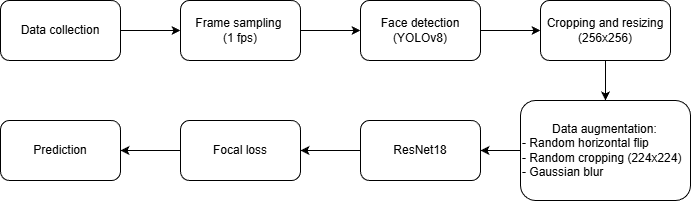 Data collection
Frame sampling
(1 fps)
Face detection
(YOLOv8)
Cropping and resizing
(256x256)
Data augmentation:
- Random horizontal flip
- Random cropping (224x224)
- Gaussian blur
ResNet18
Focal loss
Prediction